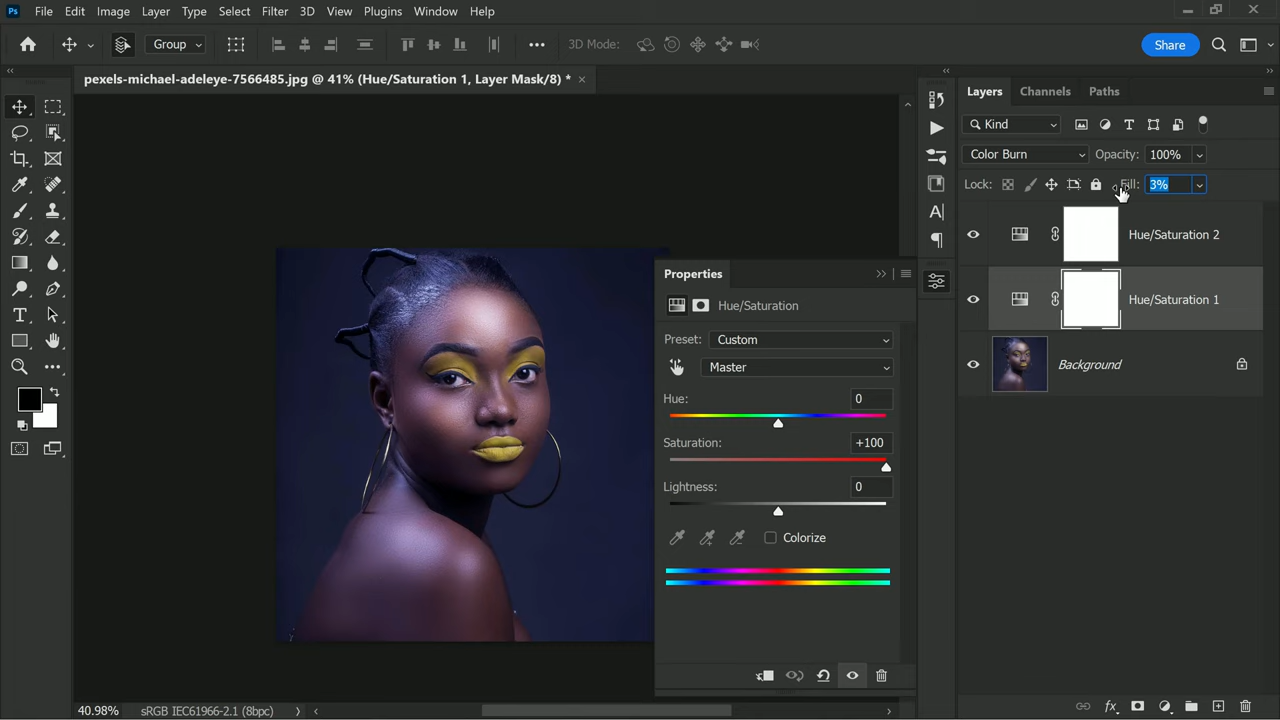 Ps File Edit Image Layer Type Select Filter 3D View Plugins Window Help
Group 3D Mode: Share
pexels-michael-adeleye-7566485.jpg @ 41% (Hue/Saturation 1, Layer Mask/8) *
Layers Channels Paths
Kind
Color Burn Opacity: 100%
Lock: Fill: 3%
Hue/Saturation 2
Hue/Saturation 1
Background
Properties
Hue/Saturation
Preset: Custom
Master
Hue: 0
Saturation: +100
Lightness: 0
Colorize
40.98% sRGB IEC61966-2.1 (8bpc)